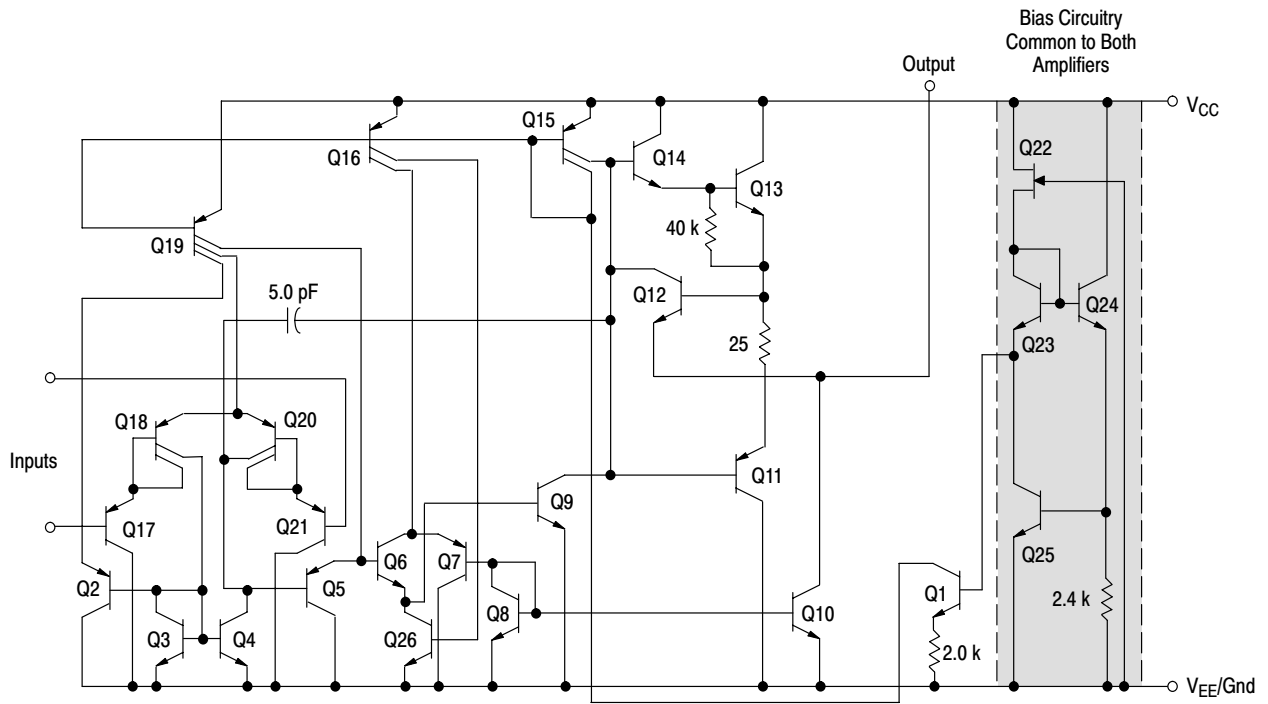 Bias Circuitry
Common to Both
Amplifiers
Output
VCC
Q15
Q22
Q16
Q14
Q13
Q19
40 k
5.0 pF
Q12
Q24
25
Q23
Q18
Q20
Inputs
Q11
Q9
Q17
Q21
Q25
Q2
Q5
Q6
Q7
Q1
2.4 k
Q3
Q4
Q26
Q8
Q10
2.0 k
VEE/Gnd